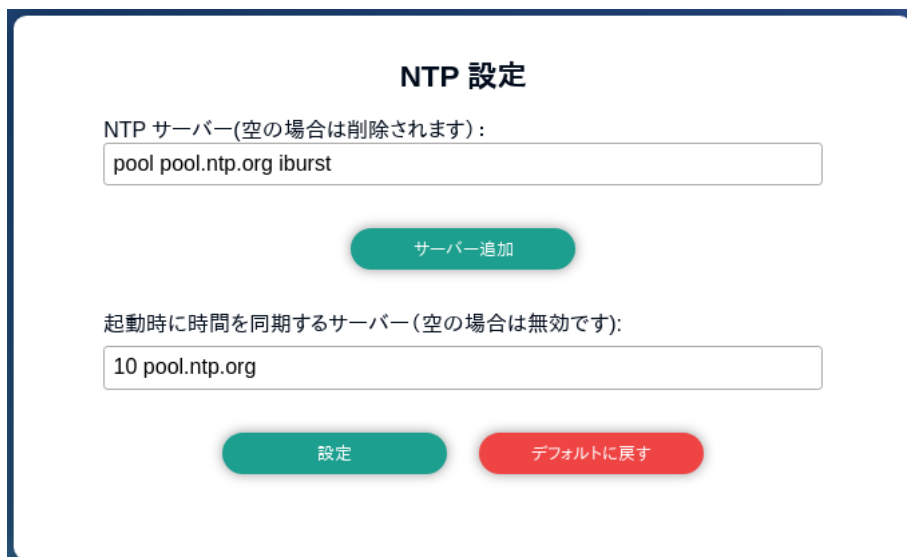 NTP 設定
NTP サーバー(空の場合は削除されます）:
pool pool.ntp.org iburst
サーバー追加
起動時に時間を同期するサーバー（空の場合は無効です):
10 pool.ntp.org
設定 デフォルトに戻す